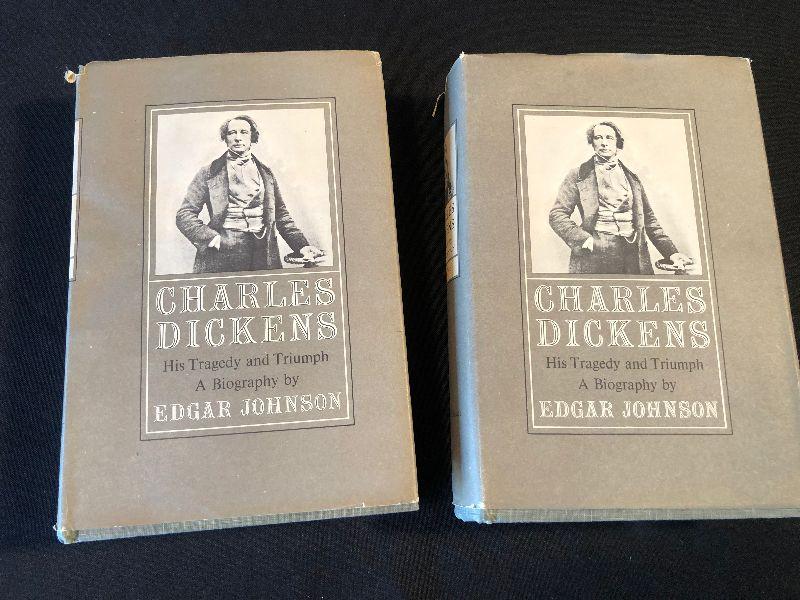 CHARLES
DICKENS
His Tragedy and Triumph
A Biography by
EDGAR JOHNSON
CHARLES
DICKENS
His Tragedy and Triumph
A Biography by
EDGAR JOHNSON